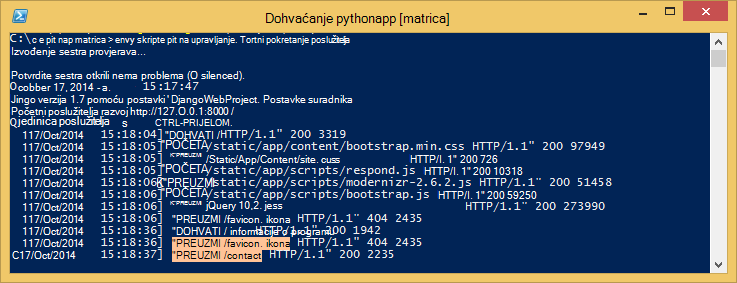 Dohvaćanje pythonapp [matrica]
C:\c e pit nap matrica > envy skripte pit na upravljanje. Tortni pokretanje poslužitelja
Izvođenje sestra provjerava...
Potvrdite sestra otkrili nema problema (O silenced).
Ocobber 17, 2014 - a. 15:17:47
Jingo verzija 1.7 pomoću postavki 'DjangoWebProject. Postavke suradnika
Početni poslužitelja razvoj http://127.O.0.1:8000 /
Qjedinica poslužitelja s CTRL-PRIJELOM.
117/Oct/2014 15:18:04] "DOHVATI /HTTP/1.1" 200 3319
117/Oct/2014 15:18:05] "POČETA/static/app/content/bootstrap.min.css HTTP/1.1" 200 97949
117/Oct/2014 15:18:05] K"PREUZMI /Static/App/Content/site. cuss HTTP/l. 1" 200 726
117/Oct/2014 15:18:05] "POČETA/static/app/scripts/respond.js HTTP/l. 1" 200 10318
117/Oct/2014 15:18:06 K"PREUZMI/static/app/scripts/modernizr-2.6.2.js HTTP/1.1" 200 51458
117/Oct/2014 15:18:06] "POČETA/static/app/scripts/bootstrap.js HTTP/l. 1" 200 59250
117/Oct/2014 15:18:06] K"PREUZMI jQuery 10,2. jess HTTP/1.1" 200 273990
117/Oct/2014 15:18:06] "PREUZMI /favicon. ikona HTTP/1.1" 404 2435
117/Oct/2014 15:18:36] "DOHVATI / informacije o programu HTTP/1.1" 200 1942
117/Oct/2014 15:18:36] "PREUZMI /favicon. ikona HTTP/1.1" 404 2435
C17/Oct/2014 15:18:37] "PREUZMI /contact HTTP/1.1" 200 2235